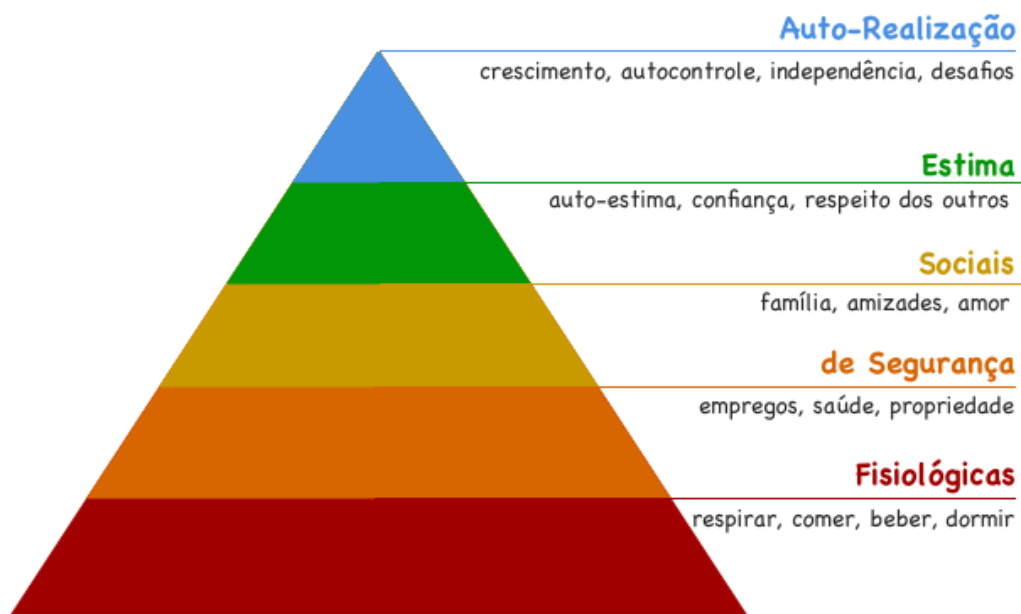 Auto-Realização
crescimento, autocontrole, independência, desafios
Estima
auto-estima, confiança, respeito dos outros
Sociais
família, amizades, amor
de Segurança
empregos, saúde, propriedade
Fisiológicas
respirar, comer, beber, dormir